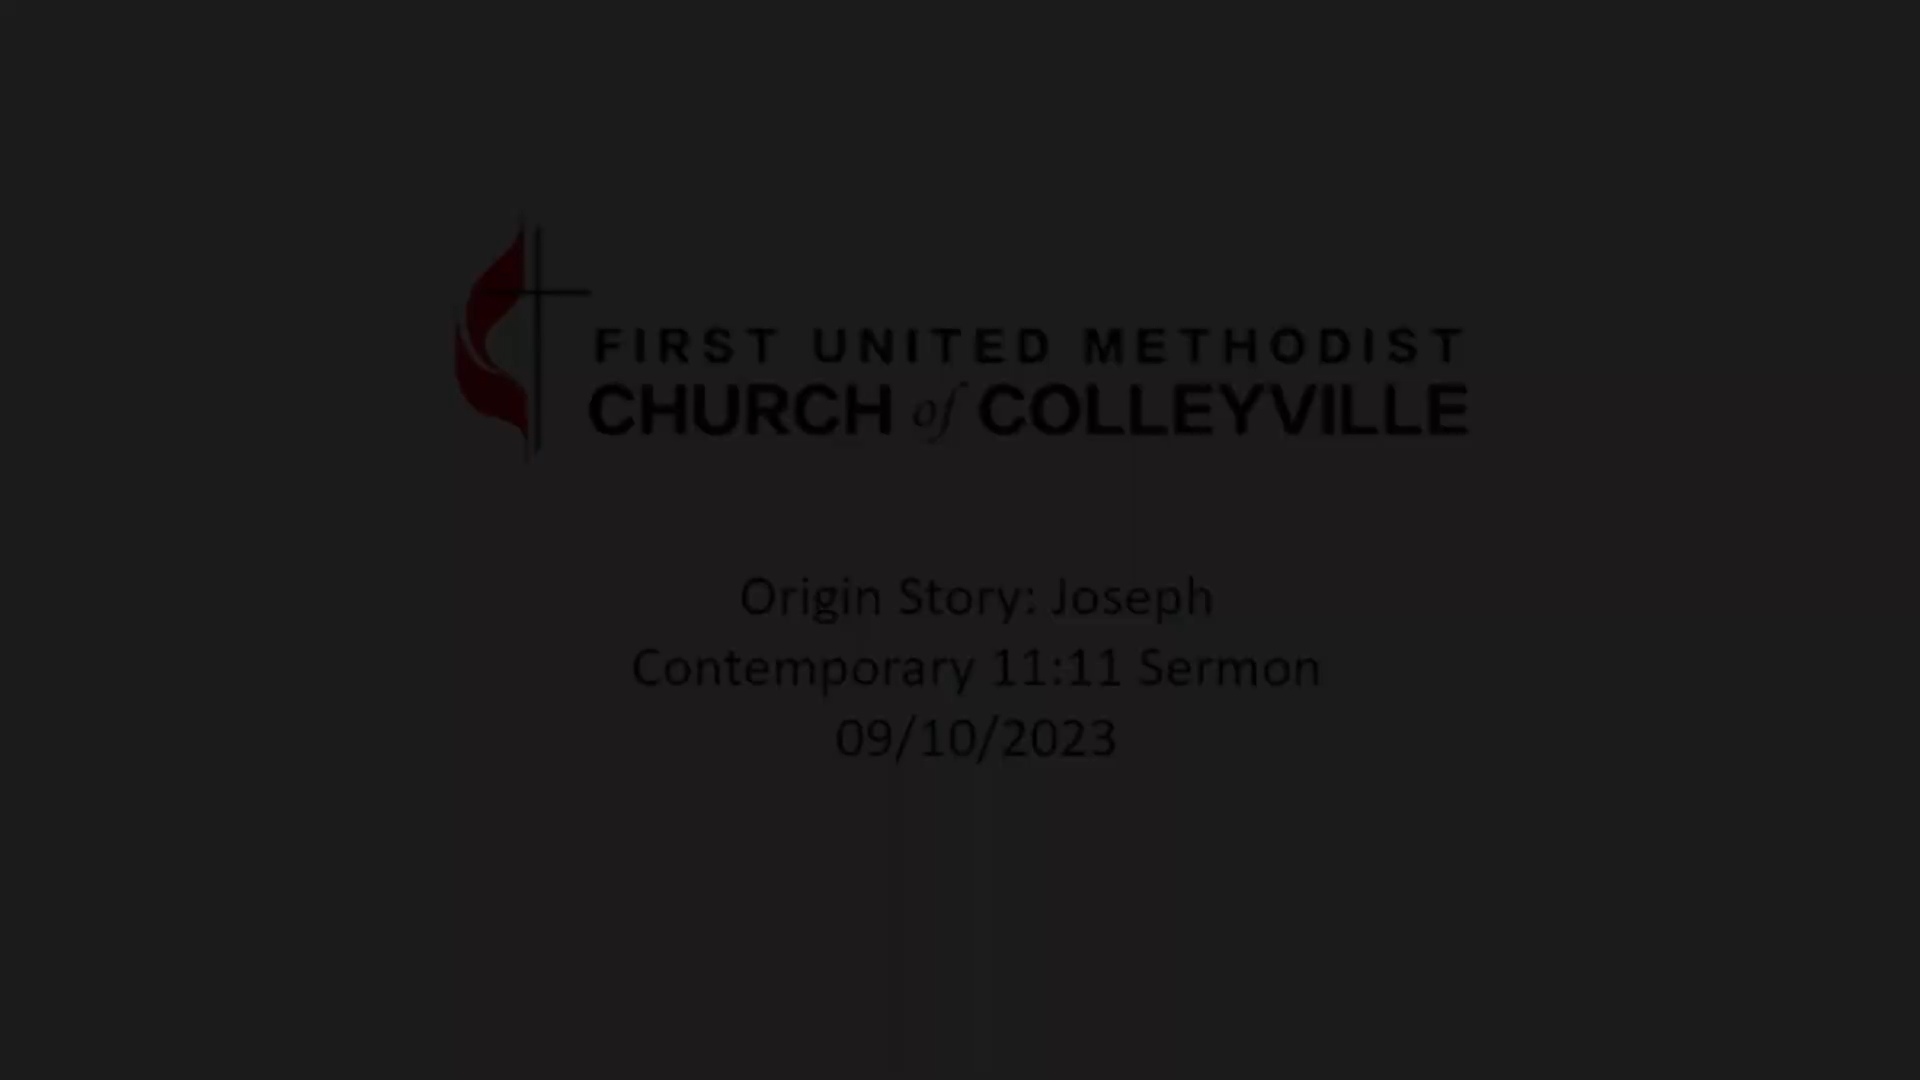 FIRST UNITED METHODIST
CHURCH of COLLEYVILLE
Origin Story: Joseph
Contemporary 11:11 Sermon
09/10/2023